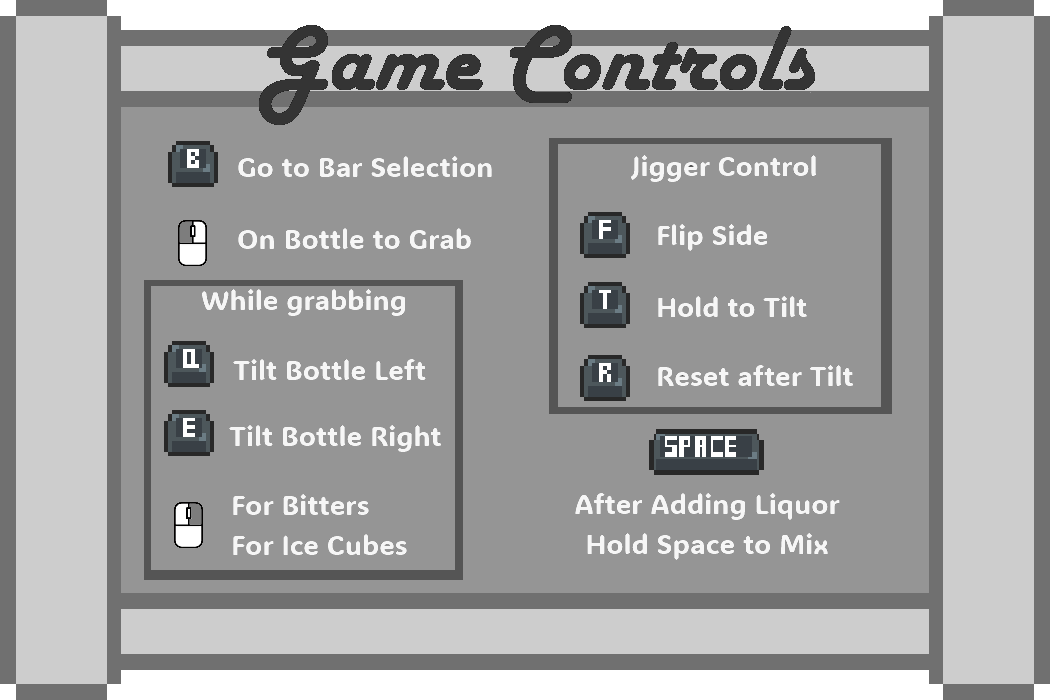 Game Controls
B Go to Bar Selection
On Bottle to Grab
While grabbing
Q Tilt Bottle Left
E Tilt Bottle Right
For Bitters
For Ice Cubes
Jigger Control
F Flip Side
T Hold to Tilt
R Reset after Tilt
SPACE
After Adding Liquor
Hold Space to Mix